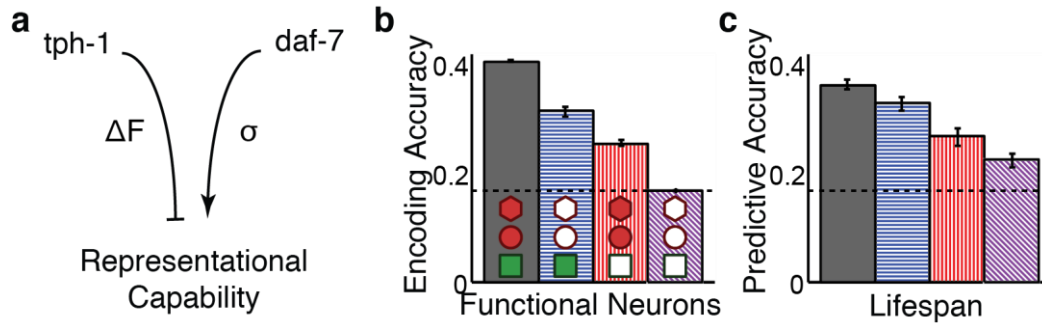 a
tph-1
daf-7
ΔF
σ
Representational
Capability
b
Encoding Accuracy
0.4
0.2
0
Functional Neurons
c
Predictive Accuracy
0.4
0.2
0
Lifespan